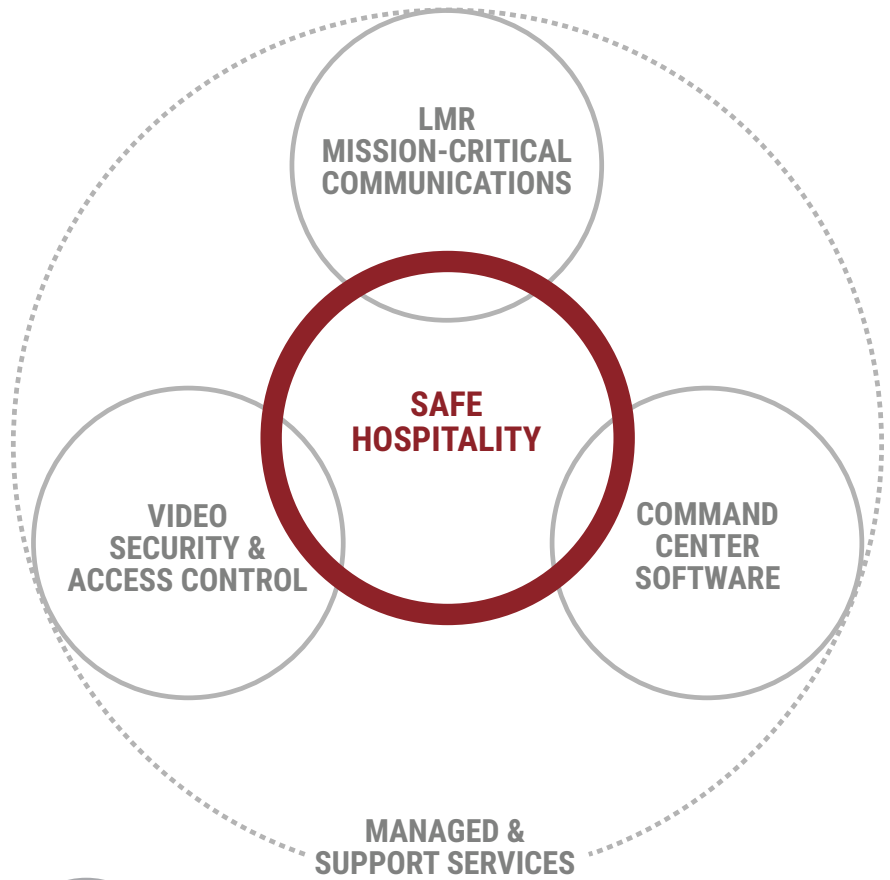 LMR
MISSION-CRITICAL
COMMUNICATIONS
SAFE
HOSPITALITY
VIDEO
SECURITY &
ACCESS CONTROL
COMMAND
CENTER
SOFTWARE
MANAGED &
SUPPORT SERVICES